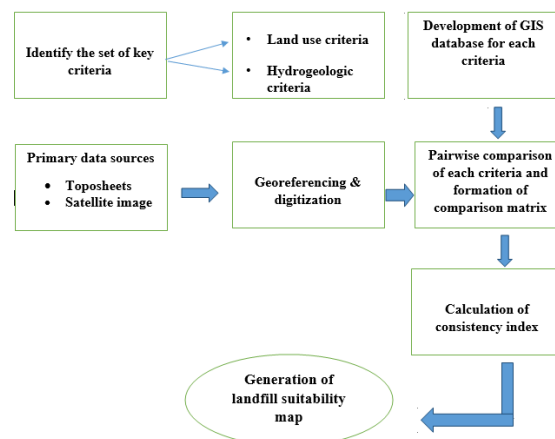 Identify the set of key
criteria
• Land use criteria
• Hydrogeologic
criteria
Development of GIS
database for each
criteria
Primary data sources
• Toposheets
• Satellite image
Georeferencing &
digitization
Pairwise comparison
of each criteria and
formation of
comparison matrix
Calculation of
consistency index
Generation of
landfill suitability
map